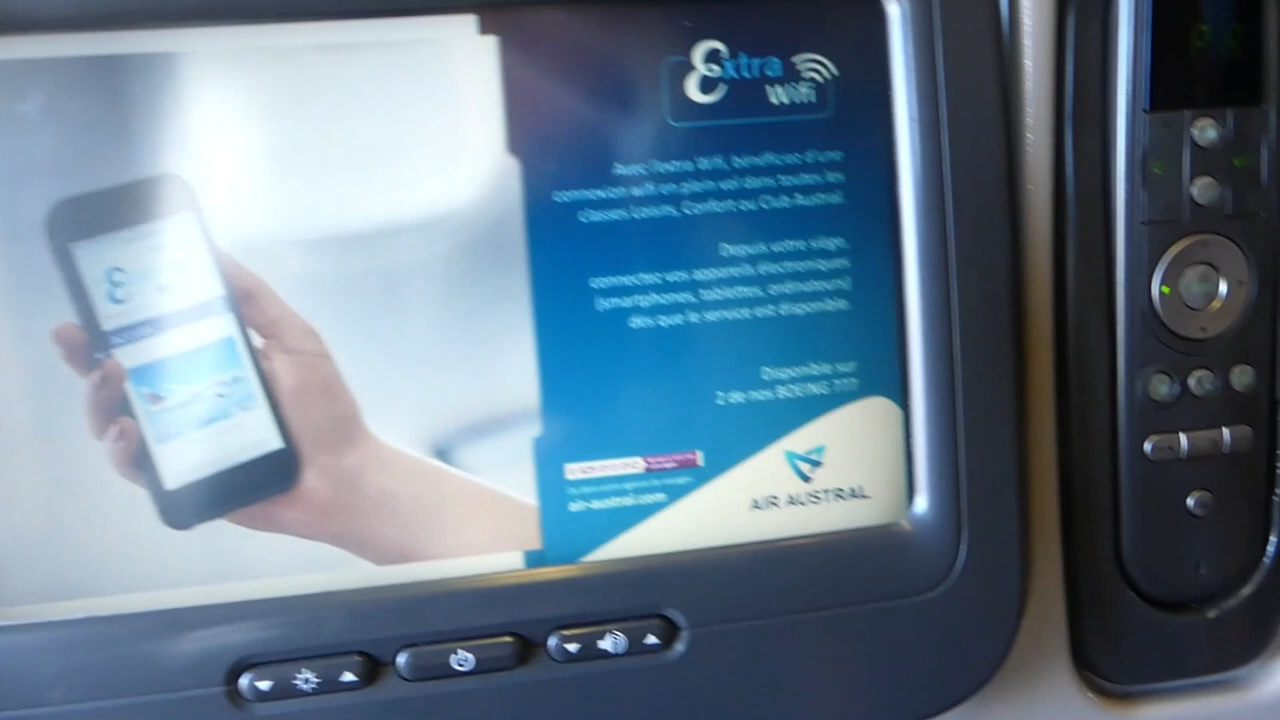 Extra
Wifi
Avec l'extra Wifi, bénéficiez d'une
connexion wifi en plein vol dans toutes les
classes Loisirs, Confort ou Club Austral.
Depuis votre siège,
connectez vos appareils électroniques
(smartphones, tablettes, ordinateurs)
dès que le service est disponible.
Disponible sur
2 de nos BOEING 777
air-austral.com
AIR AUSTRAL